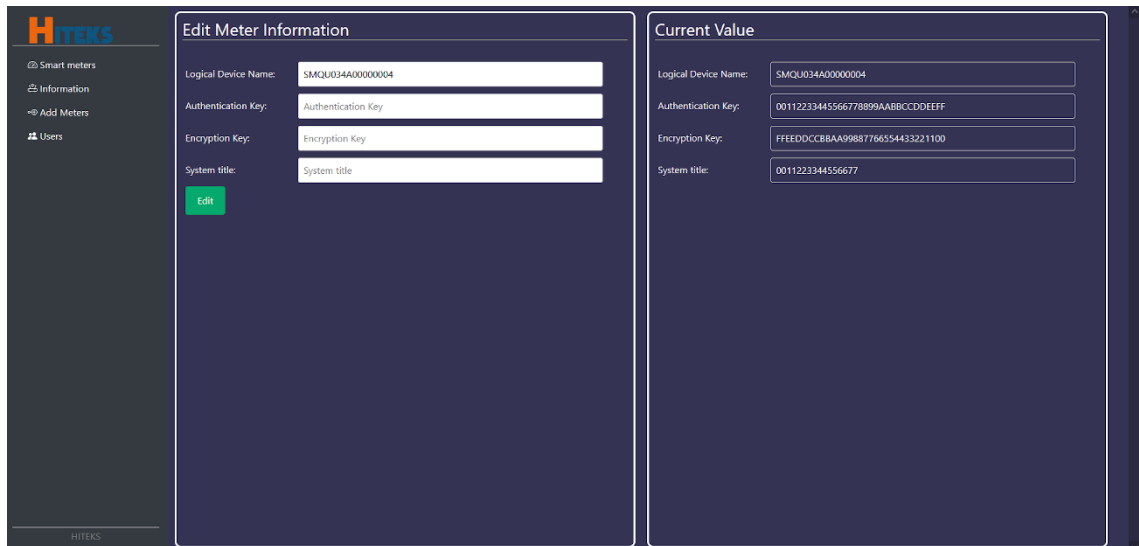 HITEKS
Smart meters
Information
Add Meters
Users
HITEKS
Edit Meter Information
Logical Device Name: SMQU034A00000004
Authentication Key: Authentication Key
Encryption Key: Encryption Key
System title: System title
Edit
Current Value
Logical Device Name: SMQU034A00000004
Authentication Key: 00112233445566778899AABBCCDDEEFF
Encryption Key: FFEEDDCCBBAA99887766554433221100
System title: 0011223344556677